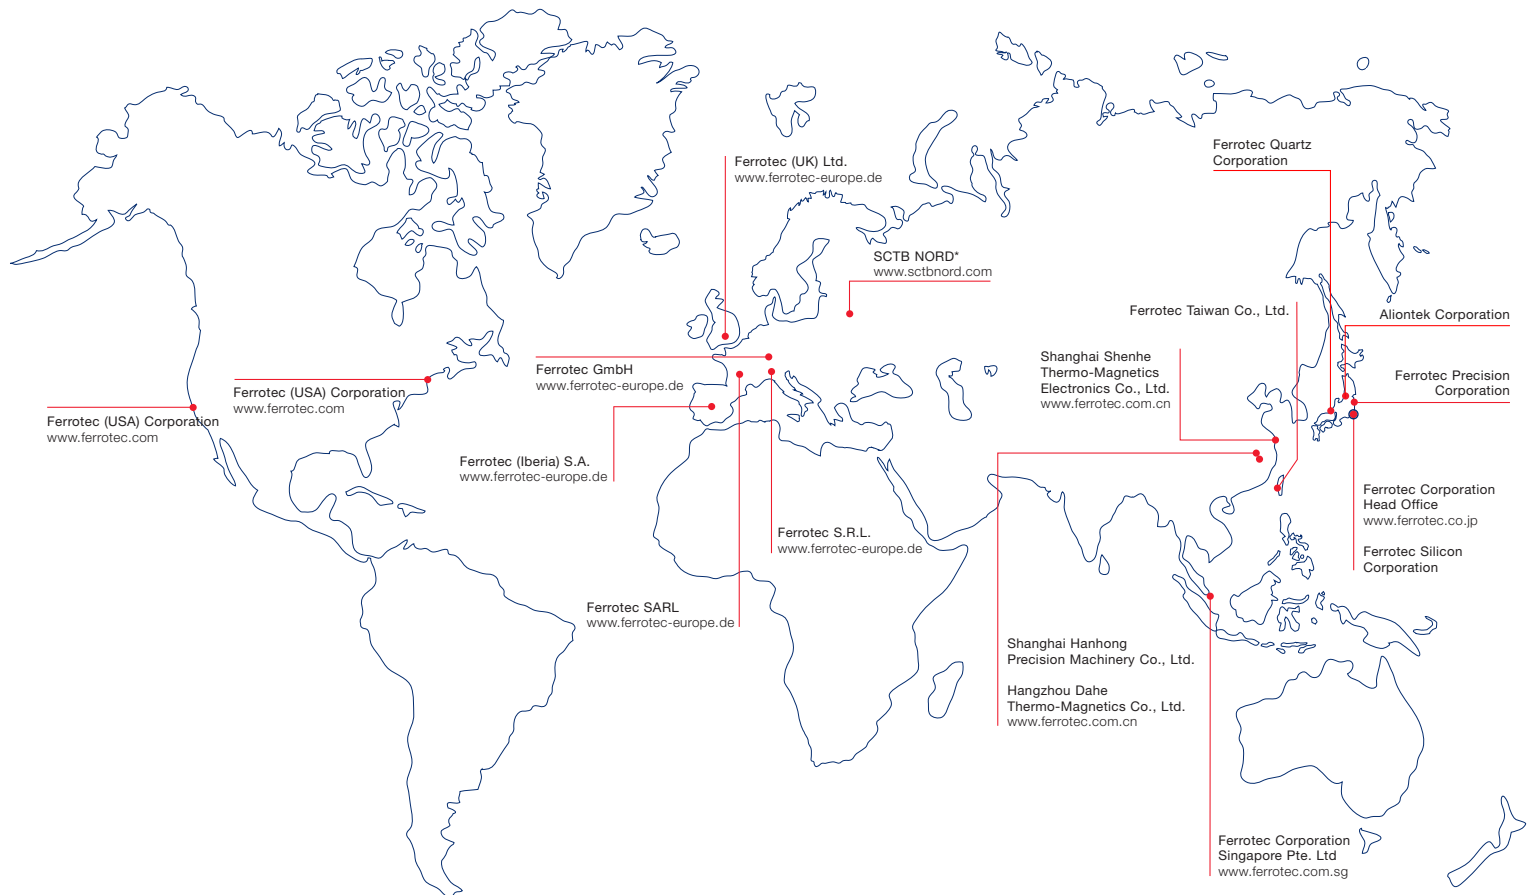 Ferrotec (UK) Ltd.
www.ferrotec-europe.de
Ferrotec Quartz
Corporation
SCTB NORD*
www.sctbnord.com
Ferrotec Taiwan Co., Ltd.
Aliontek Corporation
Shanghai Shenhe
Thermo-Magnetics
Electronics Co., Ltd.
www.ferrotec.com.cn
Ferrotec GmbH
www.ferrotec-europe.de
Ferrotec Precision
Corporation
Ferrotec (USA) Corporation
www.ferrotec.com
Ferrotec (USA) Corporation
www.ferrotec.com
Ferrotec (Iberia) S.A.
www.ferrotec-europe.de
Ferrotec Corporation
Head Office
www.ferrotec.co.jp
Ferrotec Silicon
Corporation
Ferrotec S.R.L.
www.ferrotec-europe.de
Ferrotec SARL
www.ferrotec-europe.de
Shanghai Hanhong
Precision Machinery Co., Ltd.
Hangzhou Dahe
Thermo-Magnetics Co., Ltd.
www.ferrotec.com.cn
Ferrotec Corporation
Singapore Pte. Ltd
www.ferrotec.com.sg